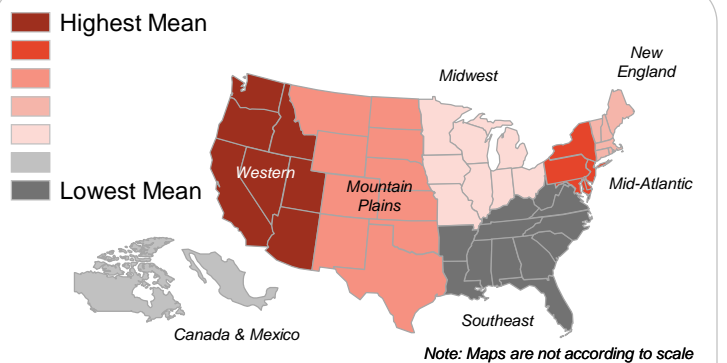 Highest Mean
New
England
Midwest
Western
Mountain
Plains
Mid-Atlantic
Lowest Mean
Southeast
Canada & Mexico
Note: Maps are not according to scale